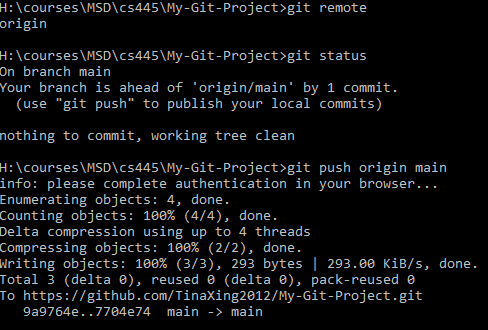 H:\courses\MSD\cs445\My-Git-Project>git remote
origin
H:\courses\MSD\cs445\My-Git-Project>git status
On branch main
Your branch is ahead of 'origin/main' by 1 commit.
  (use "git push" to publish your local commits)
nothing to commit, working tree clean
H:\courses\MSD\cs445\My-Git-Project>git push origin main
info: please complete authentication in your browser...
Enumerating objects: 4, done.
Counting objects: 100% (4/4), done.
Delta compression using up to 4 threads
Compressing objects: 100% (2/2), done.
Writing objects: 100% (3/3), 293 bytes | 293.00 KiB/s, done.
Total 3 (delta 0), reused 0 (delta 0), pack-reused 0
To https://github.com/TinaXing2012/My-Git-Project.git
   9a9764e..7704e74  main -> main